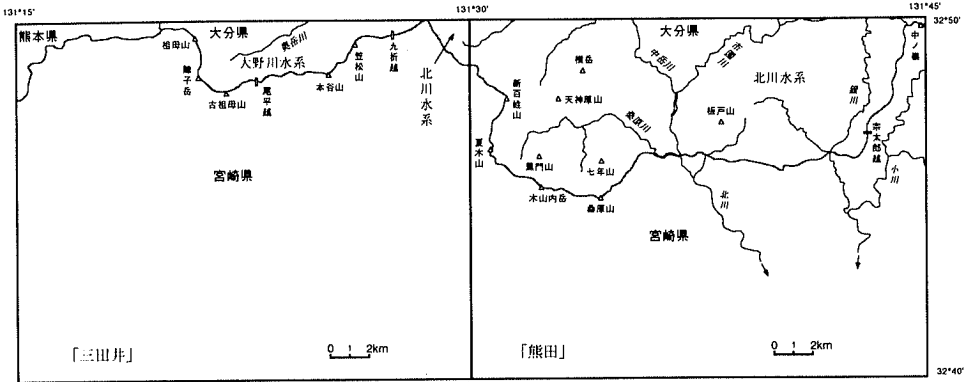 131°15'
131°30'
131°45'
32°50'
熊本県
祖母山
大分県
奥岳川
大野川水系
障子岳
古祖母山
尾平越
本谷山
笠松山
九折越
北川水系
宮崎県
「三田井」
0 1 2km
新百姓山
夏木山
横岳
天神原山
桑原川
中岳川
市園川
大分県
北川水系
板戸山
鐙川
中ノ嶺
宗太郎越
小川
七年山
木山内岳
桑原山
北川
宮崎県
「熊田」
0 1 2km
32°40'